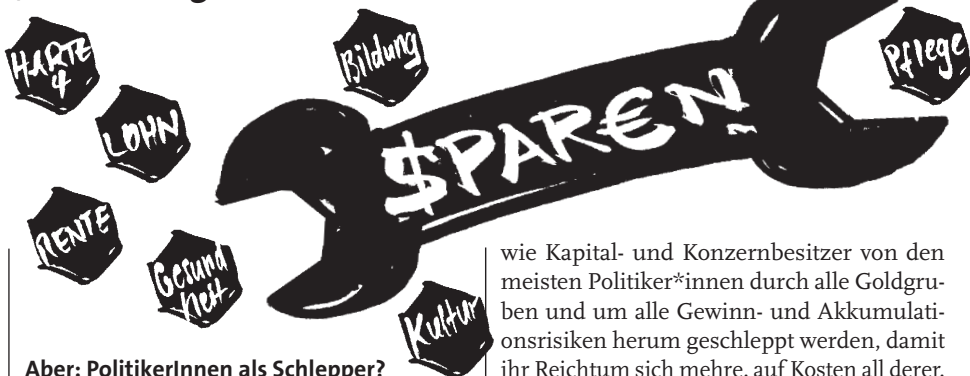 HARTZ
4
LOHN
RENTE
Gesund
heit
Bildung
$PAR€N
Kultur
Pflege
Aber: PolitikerInnen als Schlepper?
wie Kapital- und Konzernbesitzer von den
meisten Politiker*innen durch alle Goldgru-
ben und um alle Gewinn- und Akkumulati-
onsrisiken herum geschleppt werden, damit
ihr Reichtum sich mehre, auf Kosten all derer,